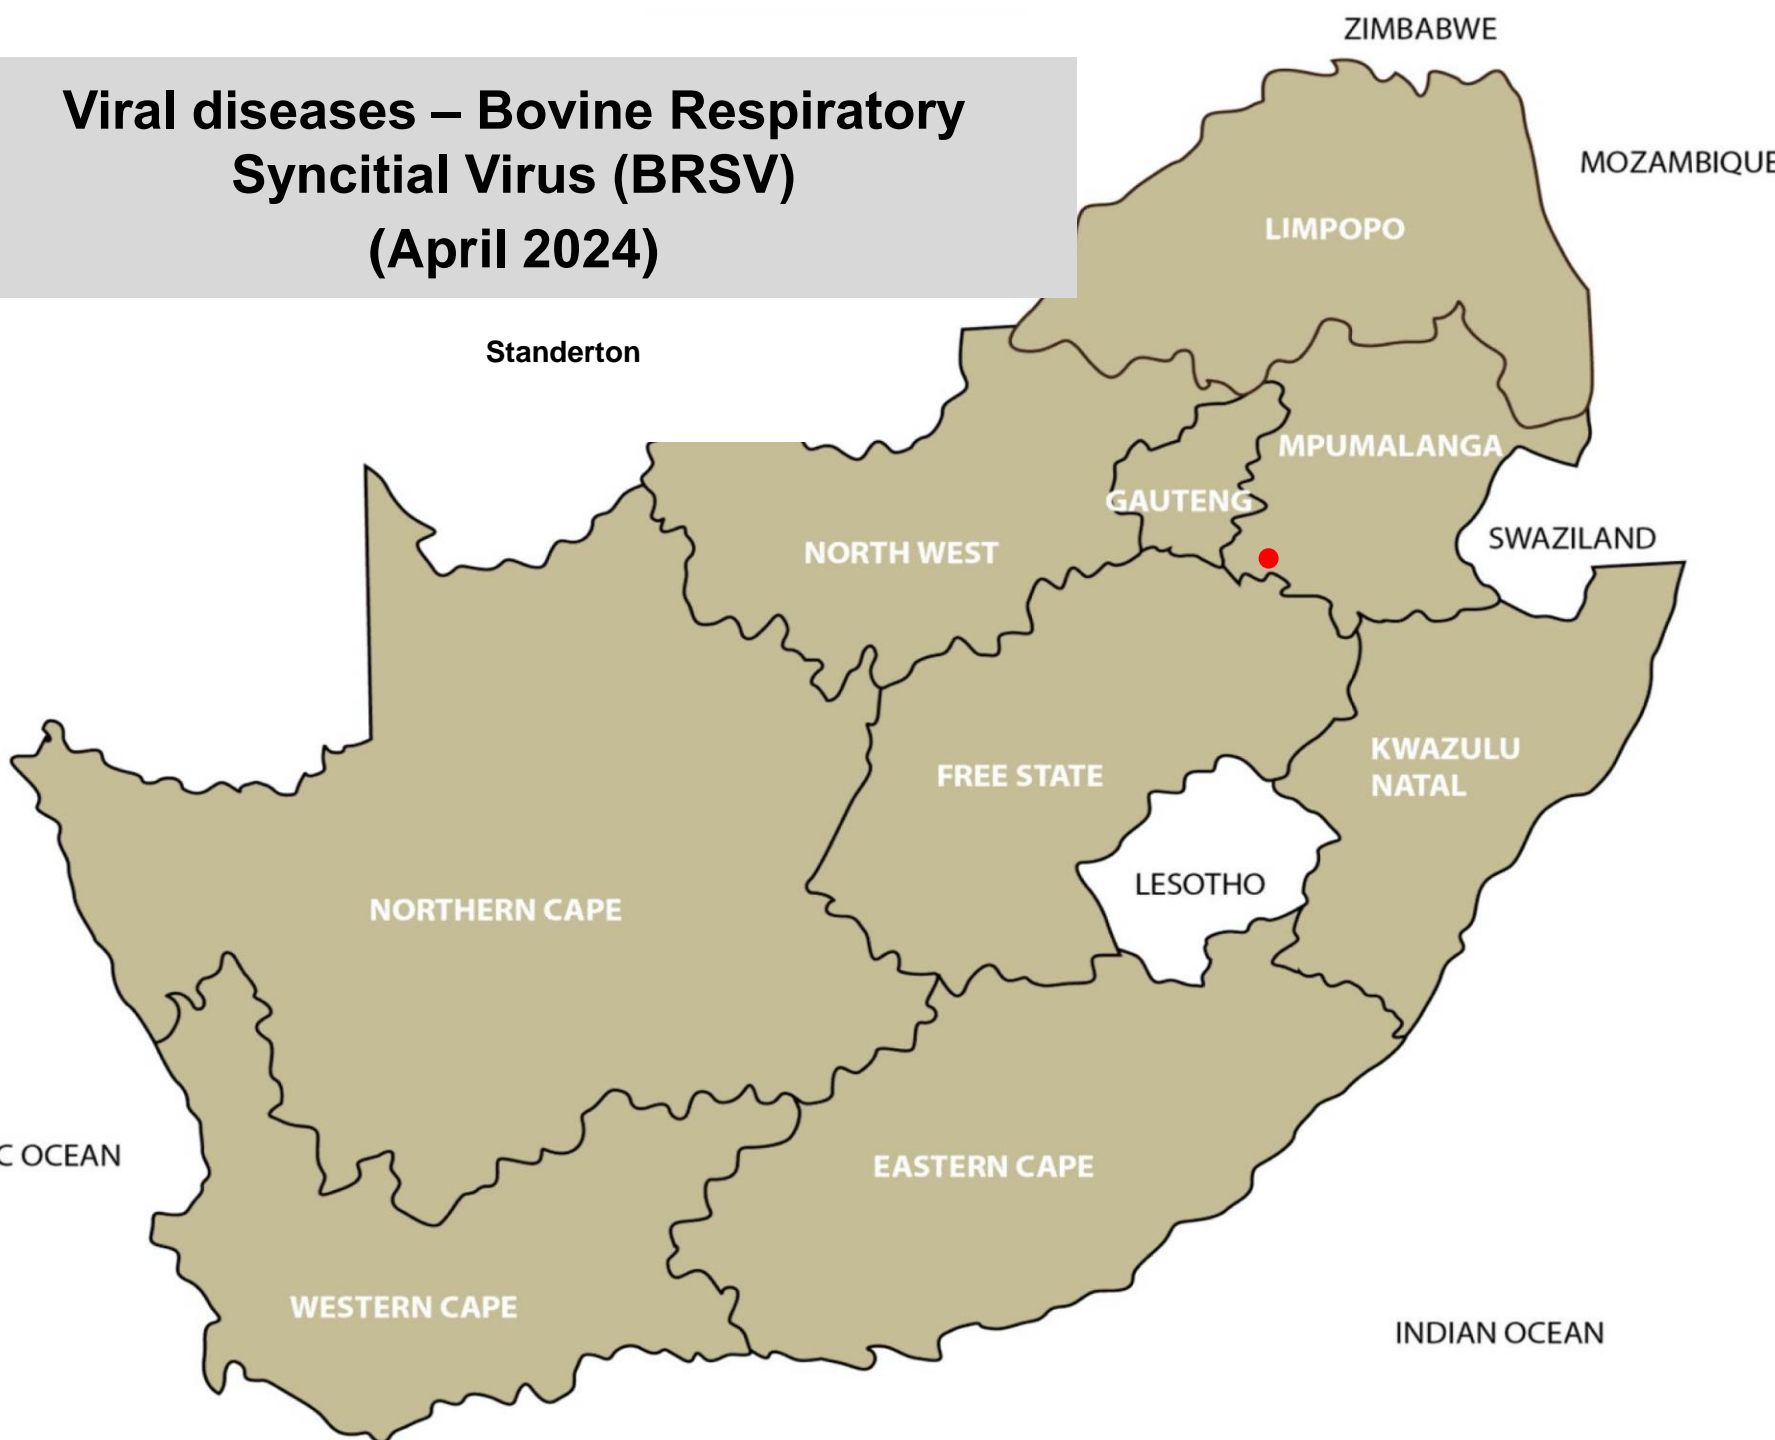 Viral diseases – Bovine Respiratory
Syncitial Virus (BRSV)
(April 2024)
Standerton
ZIMBABWE
MOZAMBIQUE
LIMPOPO
MPUMALANGA
GAUTENG
NORTH WEST
SWAZILAND
KWAZULU
NATAL
FREE STATE
LESOTHO
NORTHERN CAPE
C OCEAN
EASTERN CAPE
WESTERN CAPE
INDIAN OCEAN